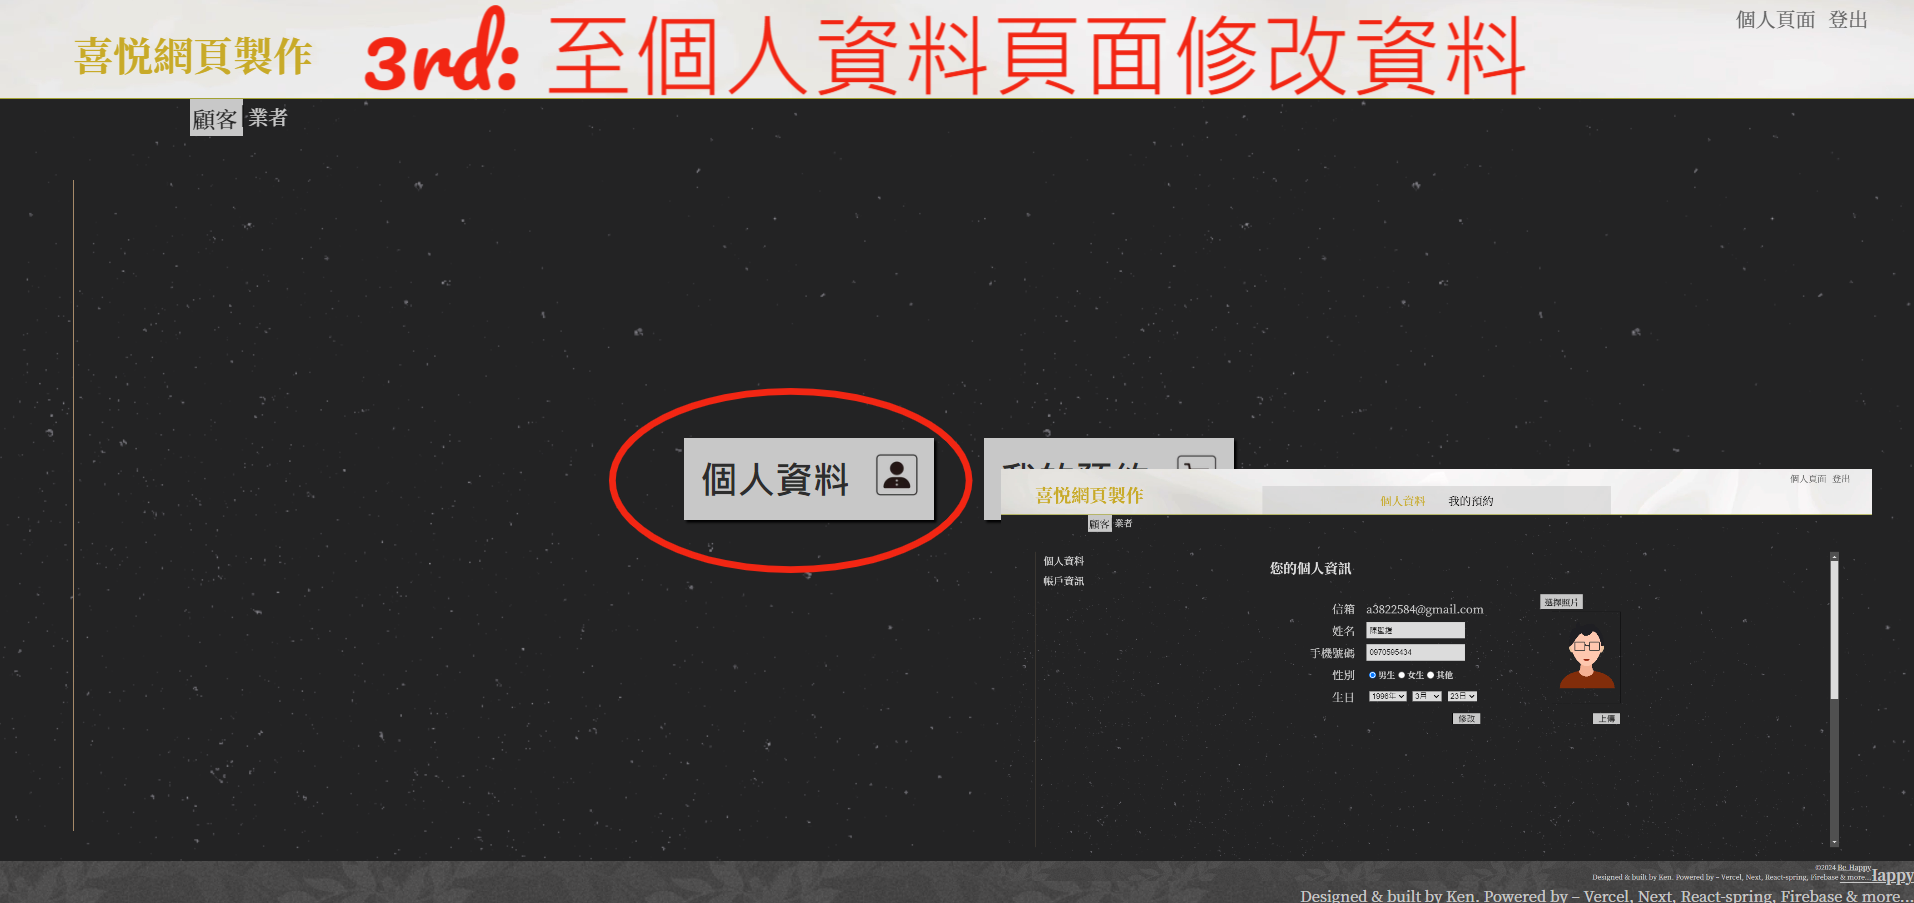 喜悅網頁製作
3rd: 至個人資料頁面修改資料
個人頁面 登出
顧客 業者
個人資料
我的預約
喜悅網頁製作
個人資料 我的預約
個人頁面 登出
顧客 業者
個人資料
帳戶資訊
您的個人資訊
信箱 a3822584@gmail.com
選擇照片
姓名
手機號碼 0970595434
性別 男生 女生 其他
生日 1996年 3月 23日
修改
上傳
©2024 Be Happy
Designed & built by Ken. Powered by – Vercel, Next, React-spring, Firebase & more...
Happy
Designed & built by Ken. Powered by – Vercel, Next, React-spring, Firebase & more...